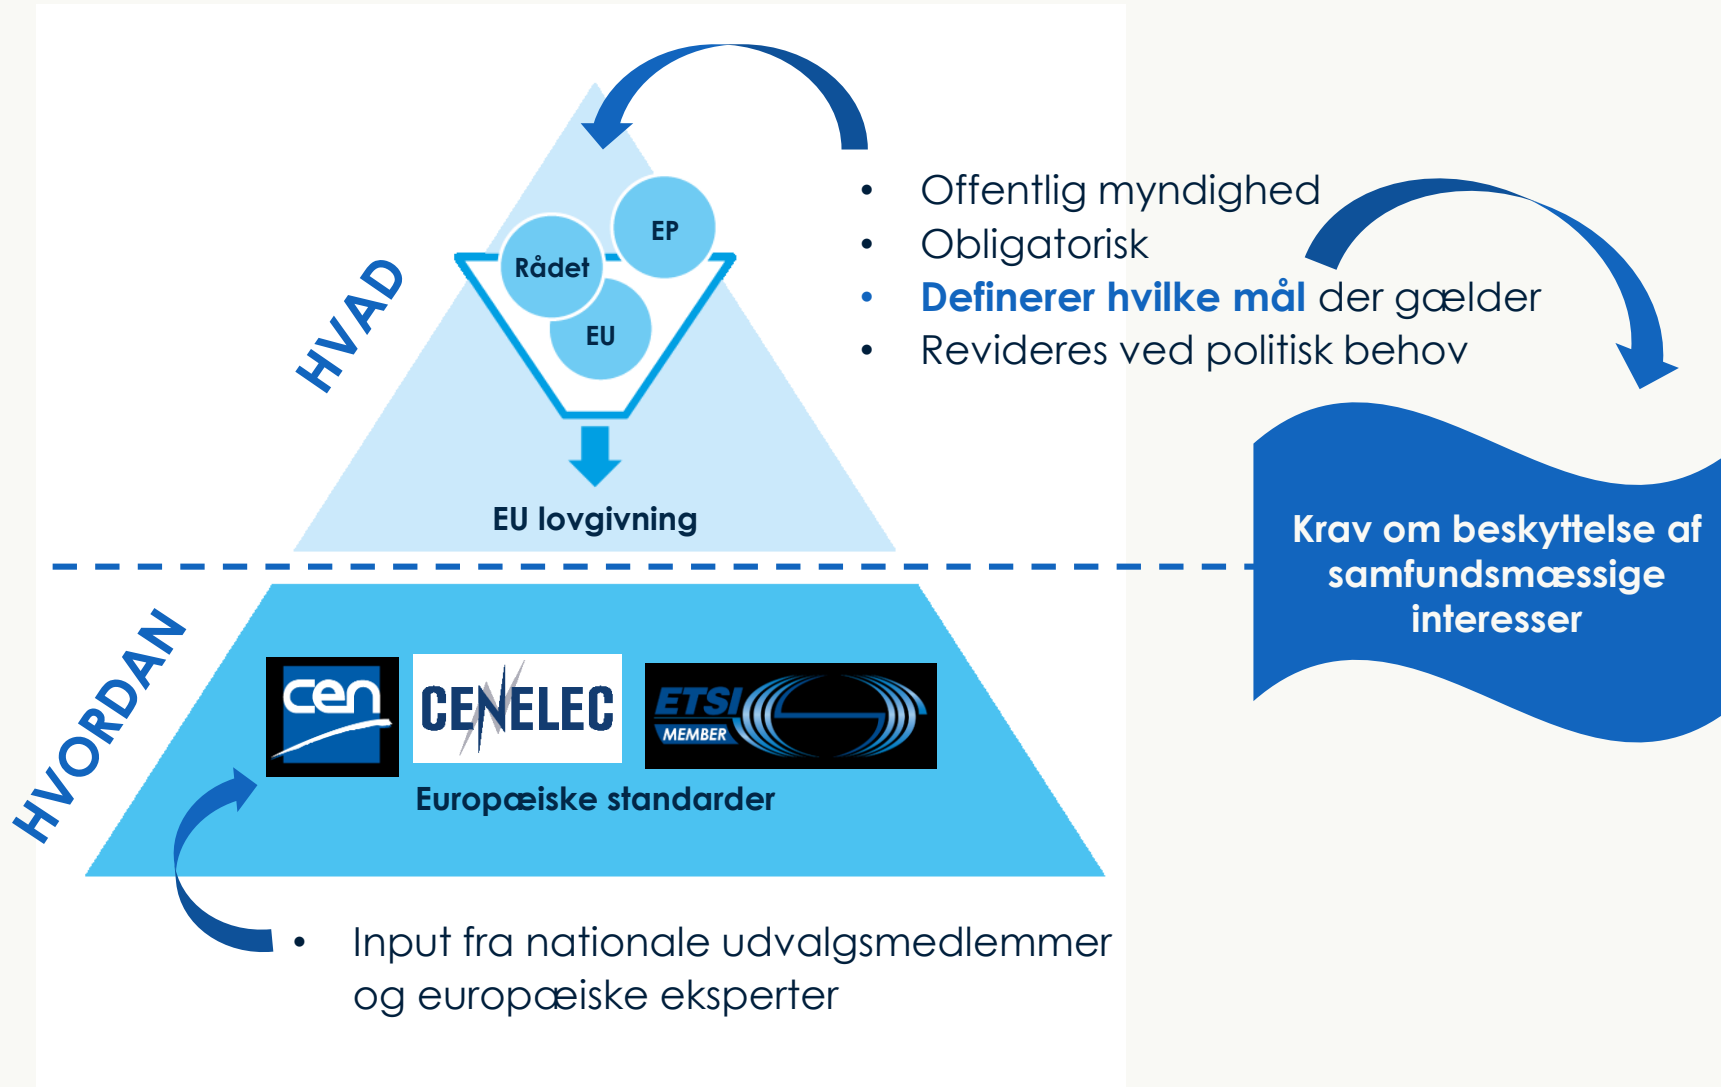 HVAD
EP
Rådet
EU
EU lovgivning
• Offentlig myndighed
• Obligatorisk
• Definerer hvilke mål der gælder
• Revideres ved politisk behov
Krav om beskyttelse af
samfundsmæssige
interesser
HVORDAN
cen
CENELEC
ETSI
MEMBER
Europæiske standarder
• Input fra nationale udvalgsmedlemmer
og europæiske eksperter